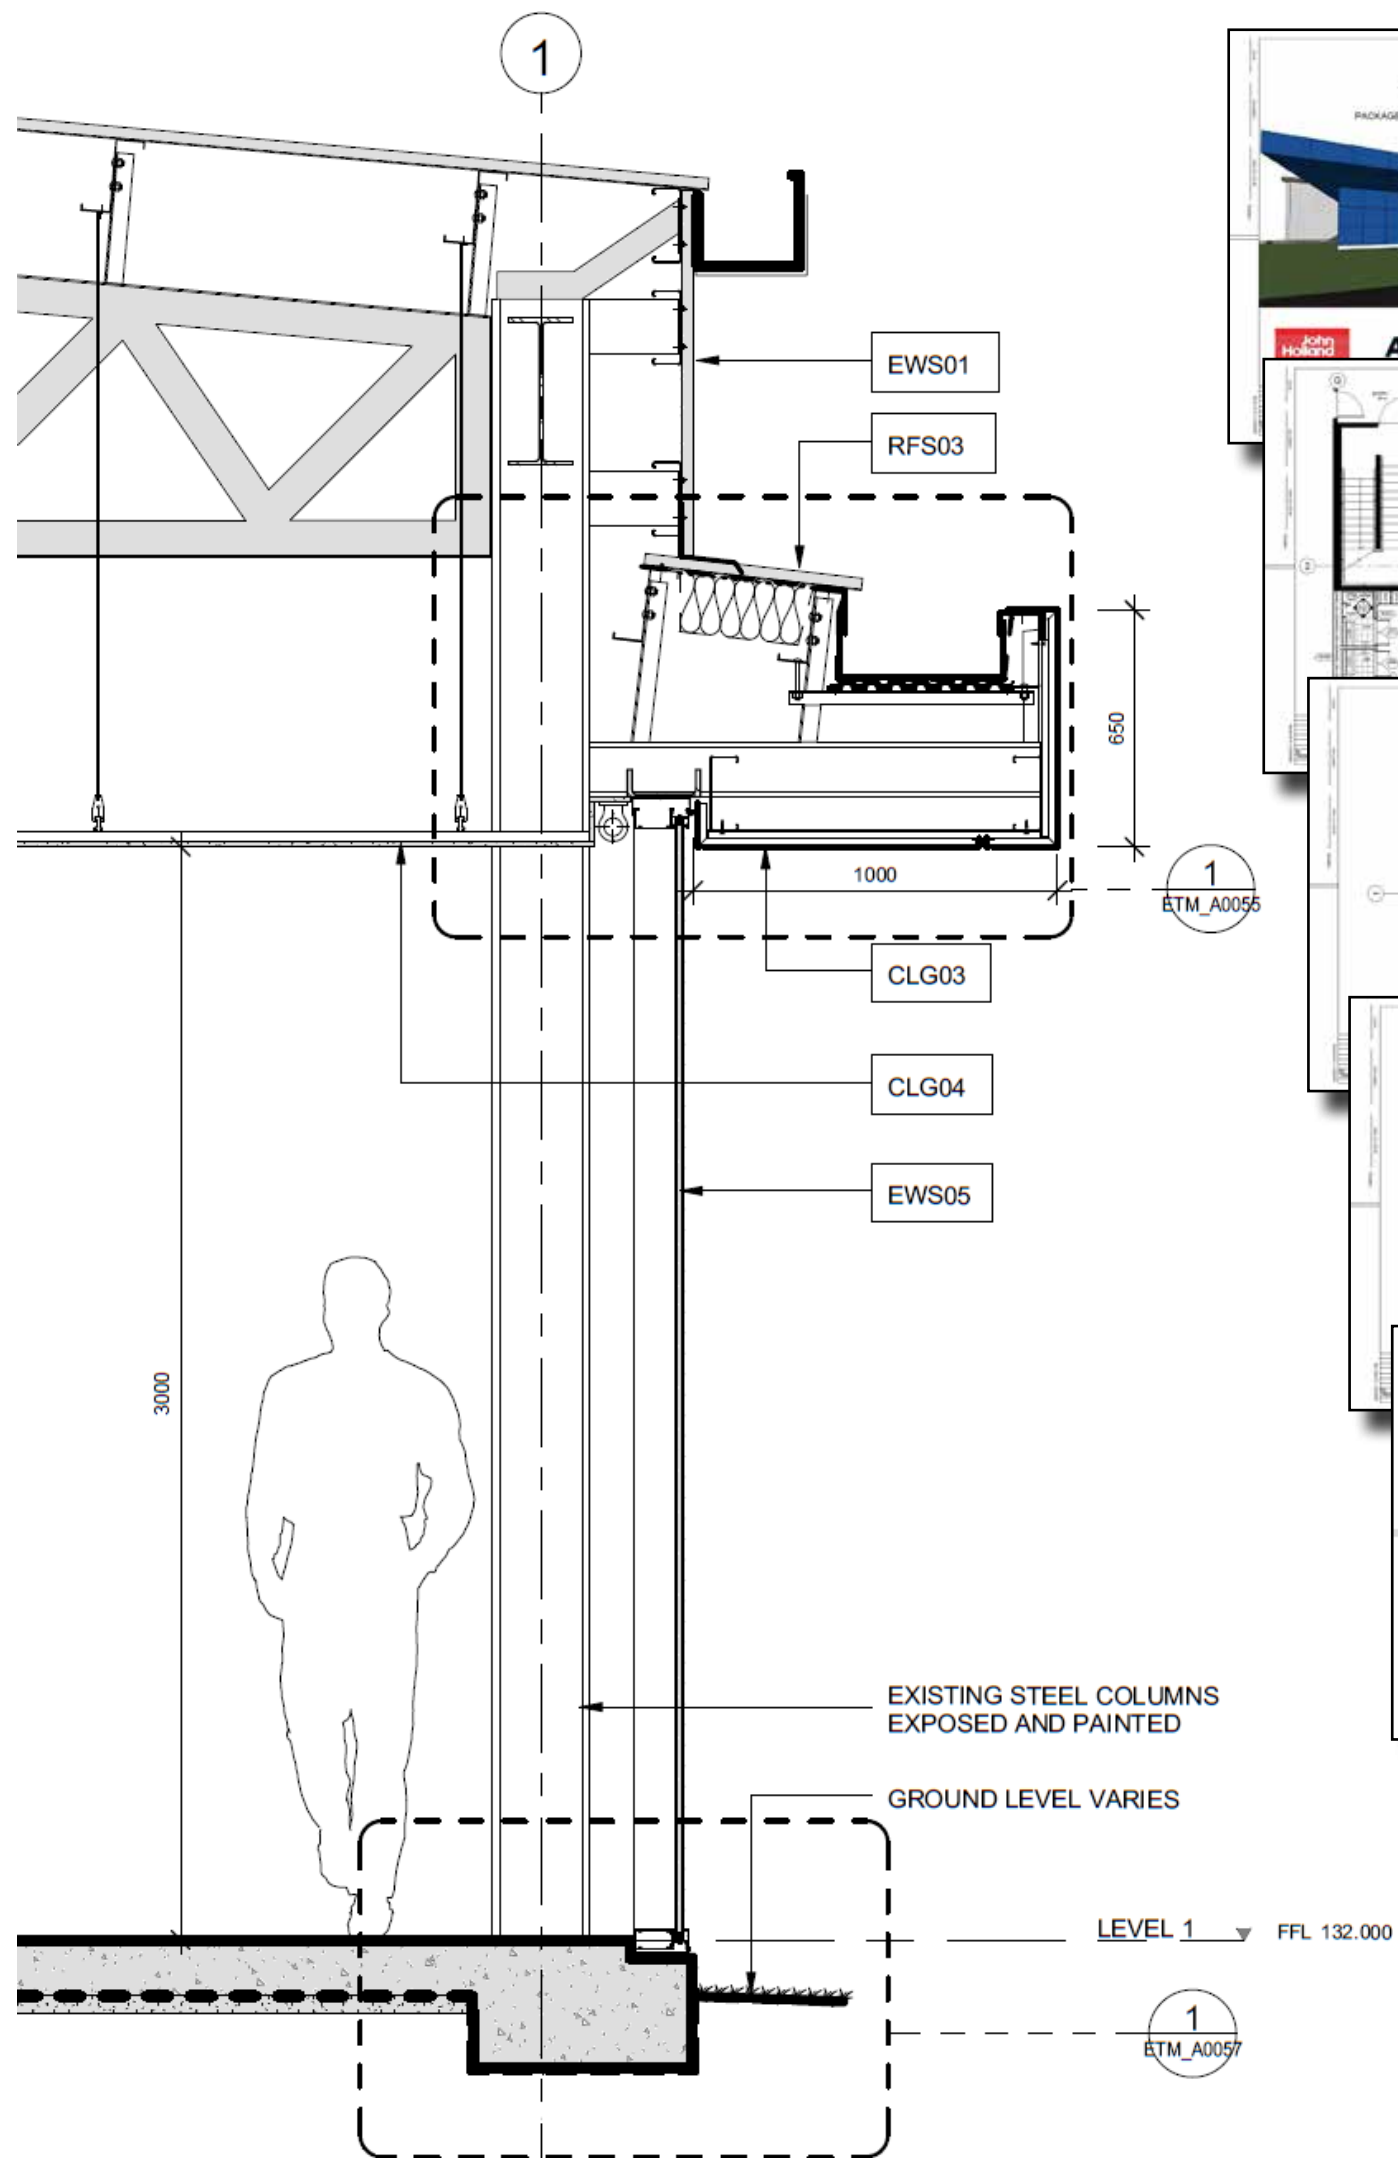 1
PACKAGE
John
Holland
A
EWS01
RFS03
650
1000
1
ETM_A0055
CLG03
CLG04
EWS05
3000
EXISTING STEEL COLUMNS
EXPOSED AND PAINTED
GROUND LEVEL VARIES
LEVEL 1
FFL 132.000
1
ETM_A0057